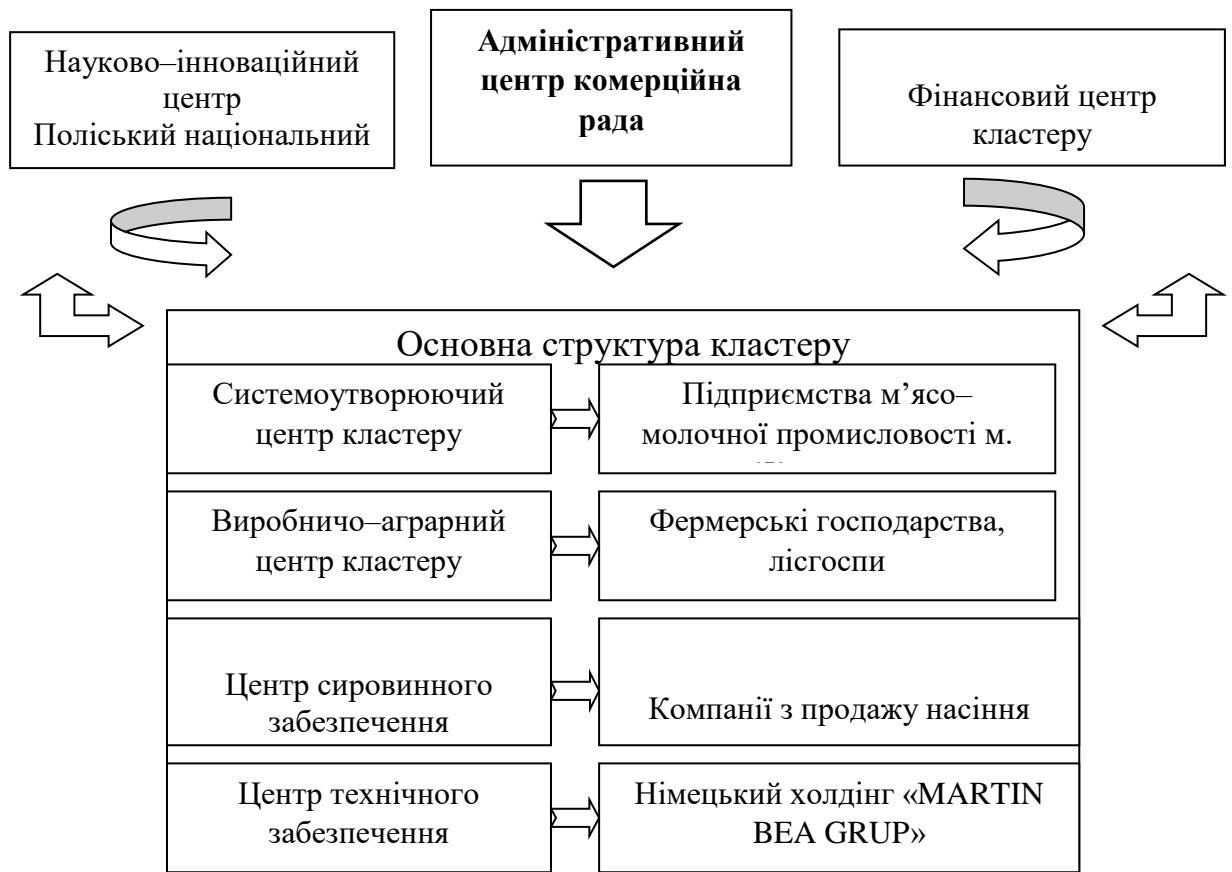 Науково–інноваційний
центр
Поліський національний
Адміністративний
центр комерційна
рада
Фінансовий центр
кластеру
Основна структура кластеру
Системоутворюючий
центр кластеру
Підприємства м’ясо–
молочної промисловості м.
Виробничо–аграрний
центр кластеру
Фермерські господарства,
лісгоспи
Центр сировинного
забезпечення
Компанії з продажу насіння
Центр технічного
забезпечення
Німецький холдінг «MARTIN
BEA GRUP»